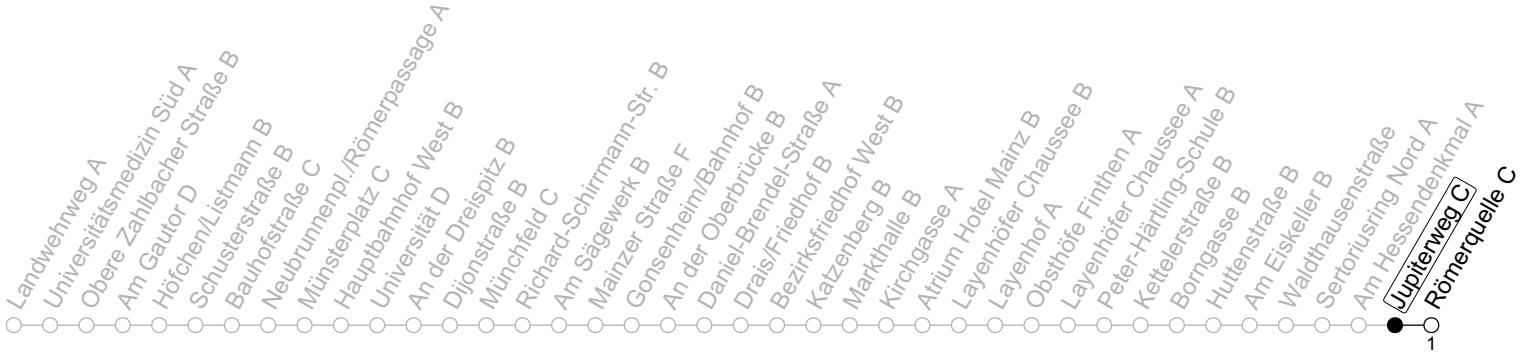 Landwehrweg A
Universitätsmedizin Süd A
Obere Zahlbacher Straße B
Am Gautor D
Höfchen/Listmann B
Schusterstraße B
Bauhofstraße C
Neubrunnenpl./Römerpassage A
Münsterplatz C
Hauptbahnhof West B
Universität D
An der Dreispitz B
Dijonstraße B
Münchfeld C
Richard-Schirrmann-Str. B
Am Sägewerk B
Mainzer Straße F
Gonsenheim/Bahnhof B
An der Oberbrücke B
Danien-Brendel-Straße A
Drais/Friedhof B
Bezirksfriedhof West B
Katzenberg B
Markthalle B
Kirchgasse A
Atrium Hotel Mainz B
Layenhöfer Chaussee B
Layenhof A
Obsthöfe Finthen A
Layenhöfer Chaussee A
Peter-Härtling-Schule B
Kettelerstraße B
Borngasse B
Huttenstraße B
Am Eiskeller B
Waldthausenstraße
Sertoriusring Nord A
Am Hessendenkmal A
Jupiterweg C
Römerquelle C
1